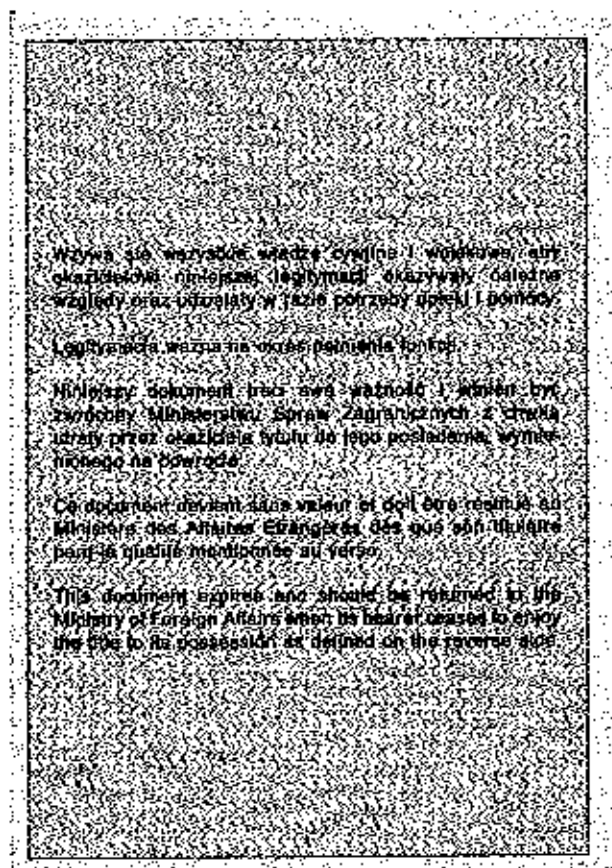 Wzywa się wszystkie władze cywilne i wojskowe, aby
okazicielowi niniejszej legitymacji okazywały należne
względy oraz udzielały w razie potrzeby opieki i pomocy.
Legitymacja ważna na okres pełnienia funkcji.
Niniejszy dokument traci swą ważność i winien być
zwrócony Ministerstwu Spraw Zagranicznych z chwilą
utraty przez okaziciela tytułu do jego posiadania, wymie-
nionego na odwrocie.
Ce document devient sans valeur et doit être restitué au
Ministère des Affaires Etrangères dès que son titulaire
perd la qualité mentionnée au verso.
This document expires and should be returned to the
Ministry of Foreign Affairs when its bearer ceases to enjoy
the title to its possession as defined on the reverse side.